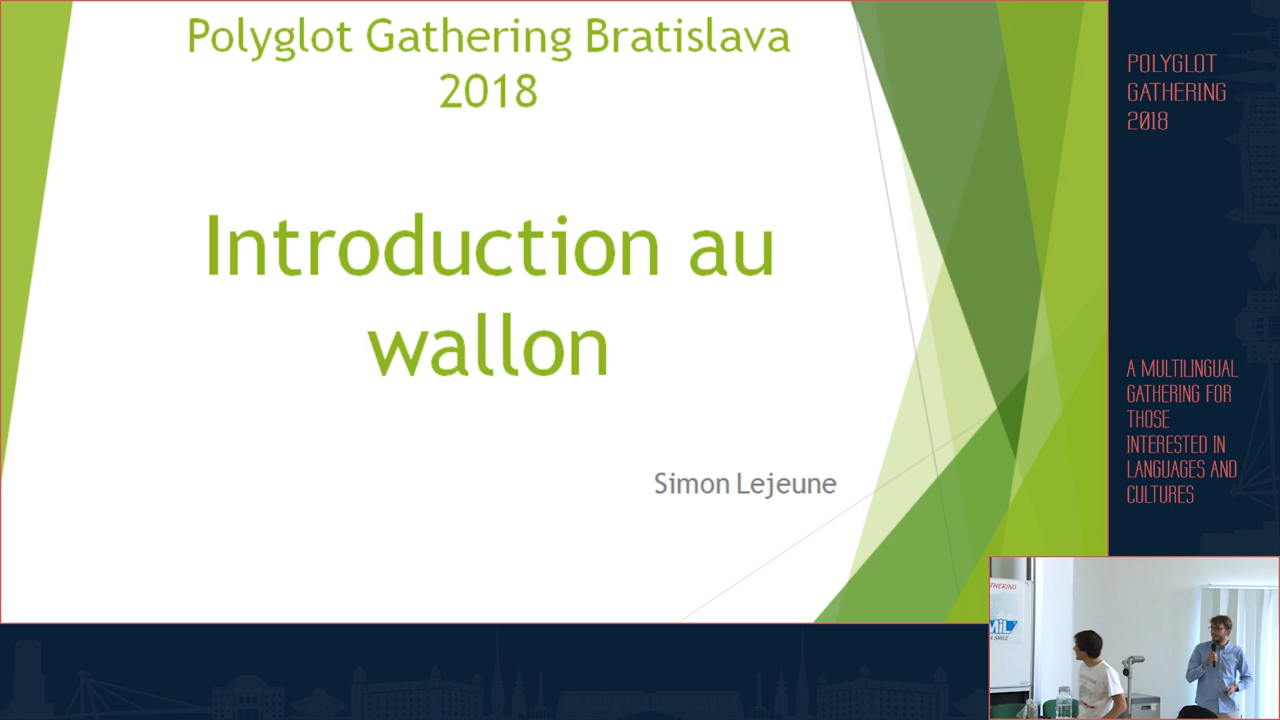 Polyglot Gathering Bratislava
2018
Introduction au
wallon
Simon Lejeune
POLYGLOT
GATHERING
2018
A MULTILINGUAL
GATHERING FOR
THOSE
INTERESTED IN
LANGUAGES AND
CULTURES